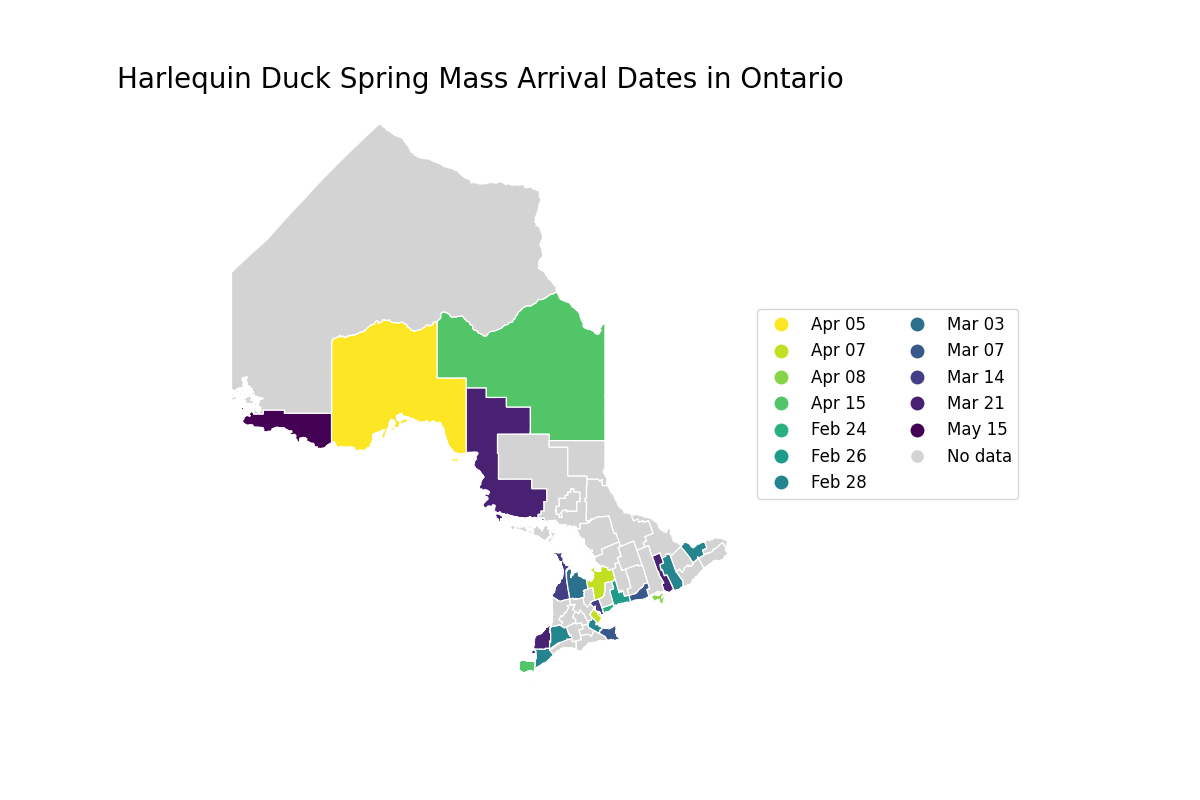 Harlequin Duck Spring Mass Arrival Dates in Ontario
Apr 05
Apr 07
Apr 08
Apr 15
Feb 24
Feb 26
Feb 28
Mar 03
Mar 07
Mar 14
Mar 21
May 15
No data